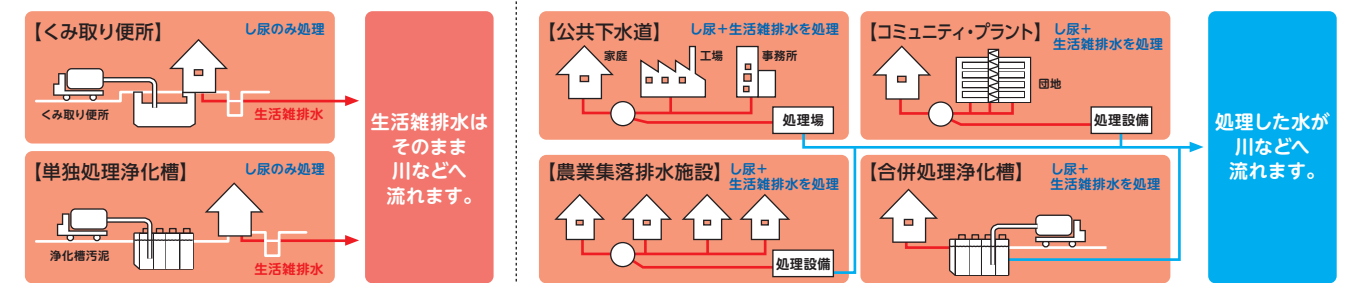 【くみ取り便所】
し尿のみ処理
くみ取り便所
生活雑排水
【単独処理浄化槽】
し尿のみ処理
浄化槽汚泥
生活雑排水
生活雑排水は
そのまま
川などへ
流れます。
【公共下水道】
し尿+生活雑排水を処理
家庭
工場
事務所
処理場
【コミュニティ・プラント】
し尿+
生活雑排水を処理
団地
処理設備
【農業集落排水施設】
し尿+
生活雑排水を処理
処理設備
【合併処理浄化槽】
し尿+
生活雑排水を処理
処理した水が
川などへ
流れます。